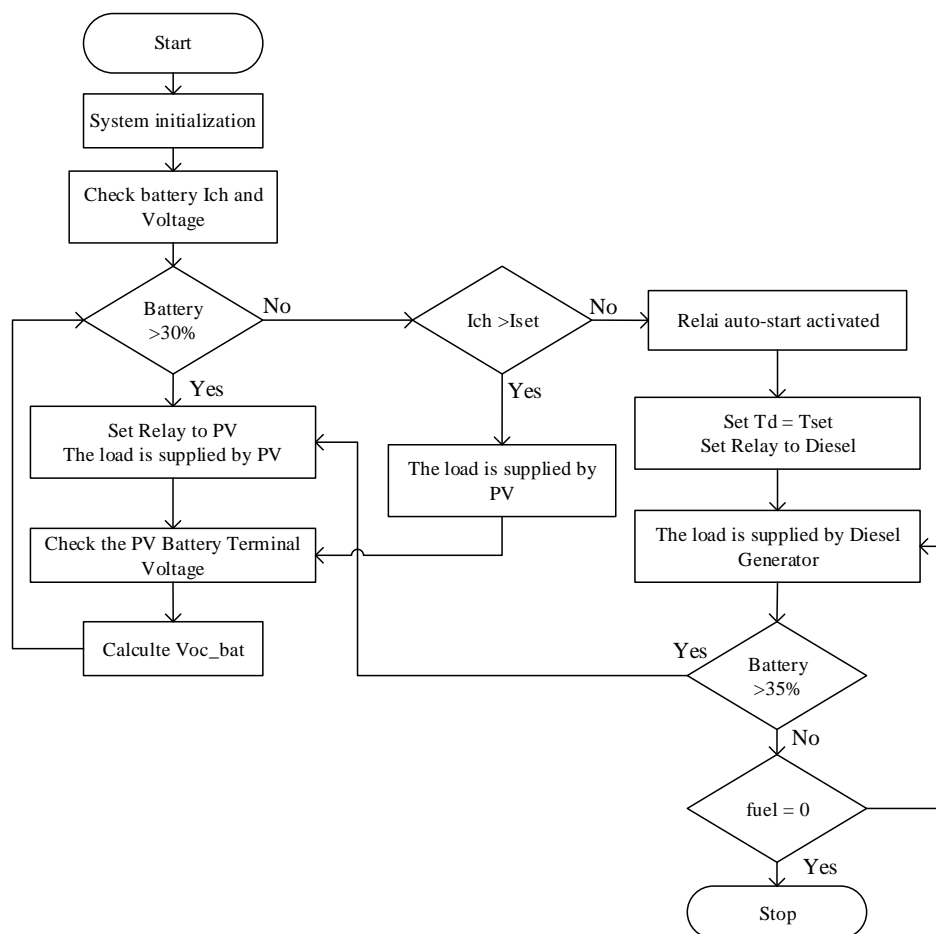 Start
System initialization
Check battery Ich and
Voltage
Battery
>30%
No
Yes
Ich >Iset
No
Yes
Relai auto-start activated
Set Relay to PV
The load is supplied by PV
Set Td = Tset
Set Relay to Diesel
The load is supplied by
PV
Check the PV Battery Terminal
Voltage
The load is supplied by Diesel
Generator
Calculte Voc_bat
Yes
Battery
>35%
No
fuel = 0
Yes
Stop